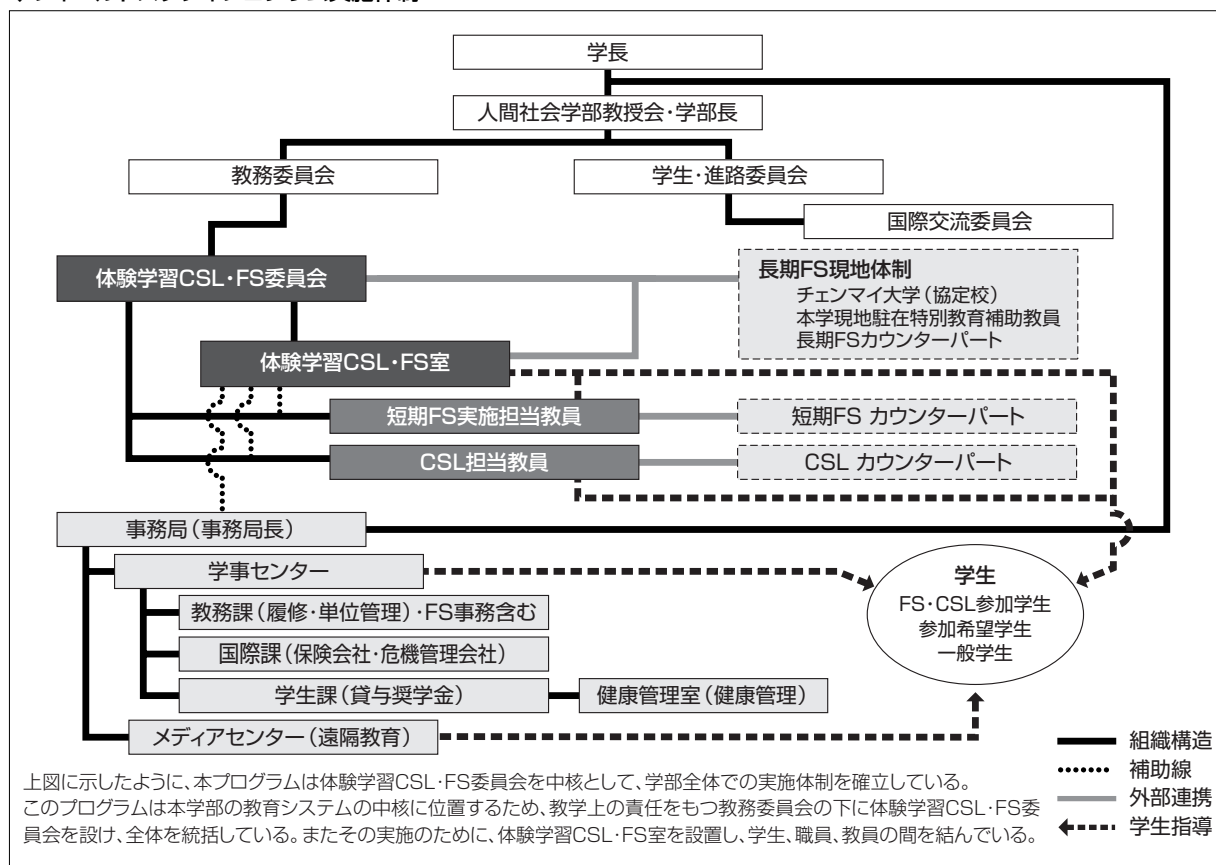 学長
人間社会学部教授会・学部長
教務委員会
学生・進路委員会
国際交流委員会
体験学習CSL・FS委員会
長期FS現地体制
チェンマイ大学(協定校)
本学現地駐在特別教育補助教員
長期FSカウンターパート
体験学習CSL・FS室
短期FS実施担当教員
短期FS カウンターパート
CSL担当教員
CSL カウンターパート
事務局(事務局長)
学事センター
教務課(履修・単位管理)・FS事務含む
国際課(保険会社・危機管理会社)
学生課(貸与奨学金)
健康管理室(健康管理)
メディアセンター(遠隔教育)
学生
FS・CSL参加学生
参加希望学生
一般学生
組織構造
補助線
外部連携
学生指導
上図に示したように、本プログラムは体験学習CSL・FS委員会を中核として、学部全体での実施体制を確立している。
このプログラムは本学部の教育システムの中核に位置するため、教学上の責任をもつ教務委員会の下に体験学習CSL・FS委
員会を設け、全体を統括している。またその実施のために、体験学習CSL・FS室を設置し、学生、職員、教員の間を結んでいる。